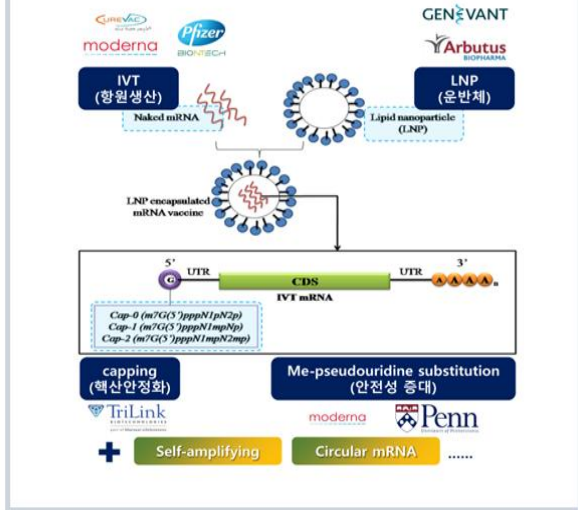 CUREVAC
moderna
Pfizer
BIONTECH
GENEVANT
Arbutus
BIOPHARMA
IVT
(항원생산)
LNP
(운반체)
Naked mRNA
Lipid nanoparticle
(LNP)
LNP encapsulated
mRNA vaccine
5’
3’
G
UTR
CDS
UTR
A A A A n
IVT mRNA
Cap-0 (m7G(5')pppN1pN2p)
Cap-1 (m7G(5')pppN1mpNp)
Cap-2 (m7G(5')pppN1mpN2mp)
capping
(핵산안정화)
Me-pseudouridine substitution
(안전성 증대)
TriLink
BIOTECHNOLOGIES
moderna
Penn
UNIVERSITY OF PENNSYLVANIA
+
Self-amplifying
Circular mRNA
......